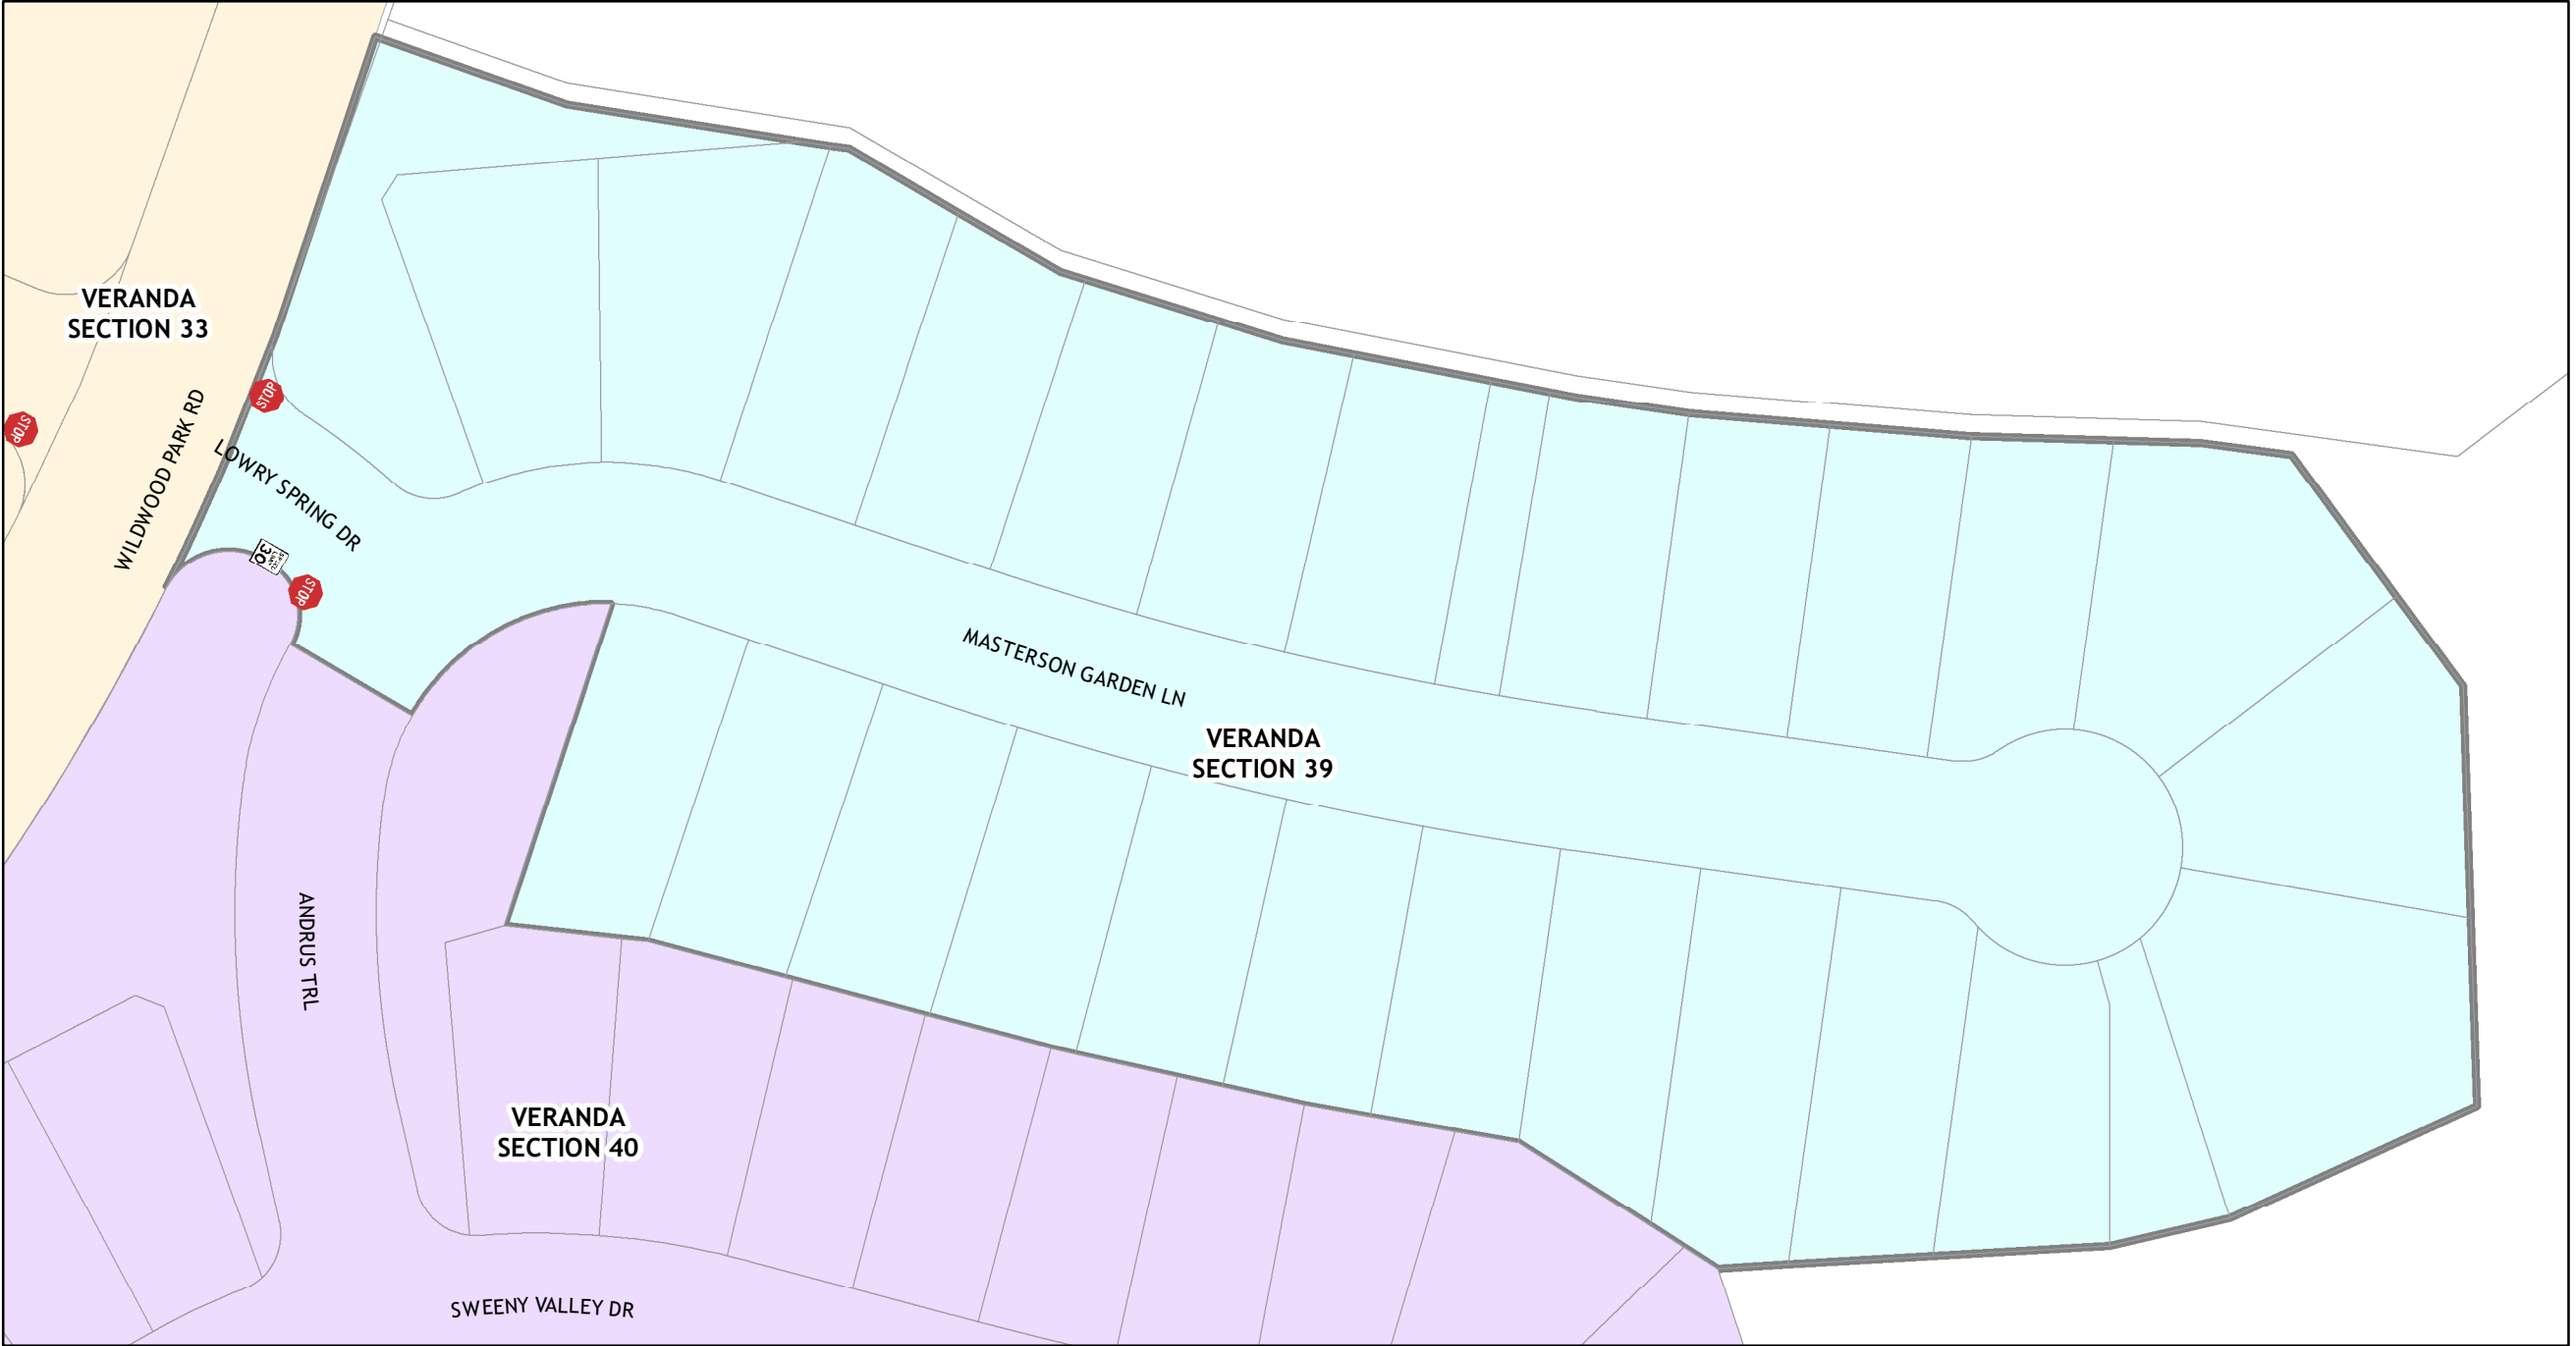 VERANDA
SECTION 33
STOP
STOP
WILDWOOD PARK RD
LOWRY SPRING DR
30
STOP
MASTERSON GARDEN LN
VERANDA
SECTION 39
ANDRUS TRL
VERANDA
SECTION 40
SWEENY VALLEY DR